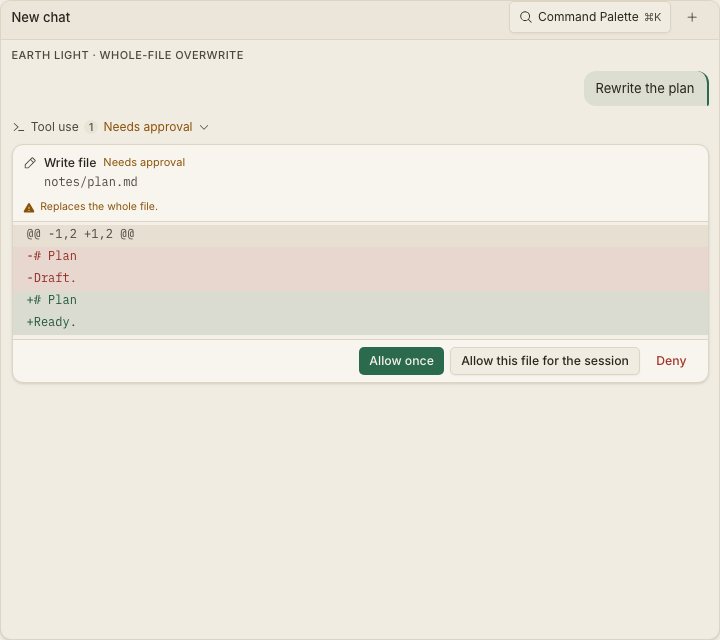 New chat
Command Palette ⌘K
+
EARTH LIGHT · WHOLE-FILE OVERWRITE
Rewrite the plan
Tool use 1 Needs approval
Write file Needs approval
notes/plan.md
Replaces the whole file.
@@ -1,2 +1,2 @@
-# Plan
-Draft.
+# Plan
+Ready.
Allow once
Allow this file for the session
Deny